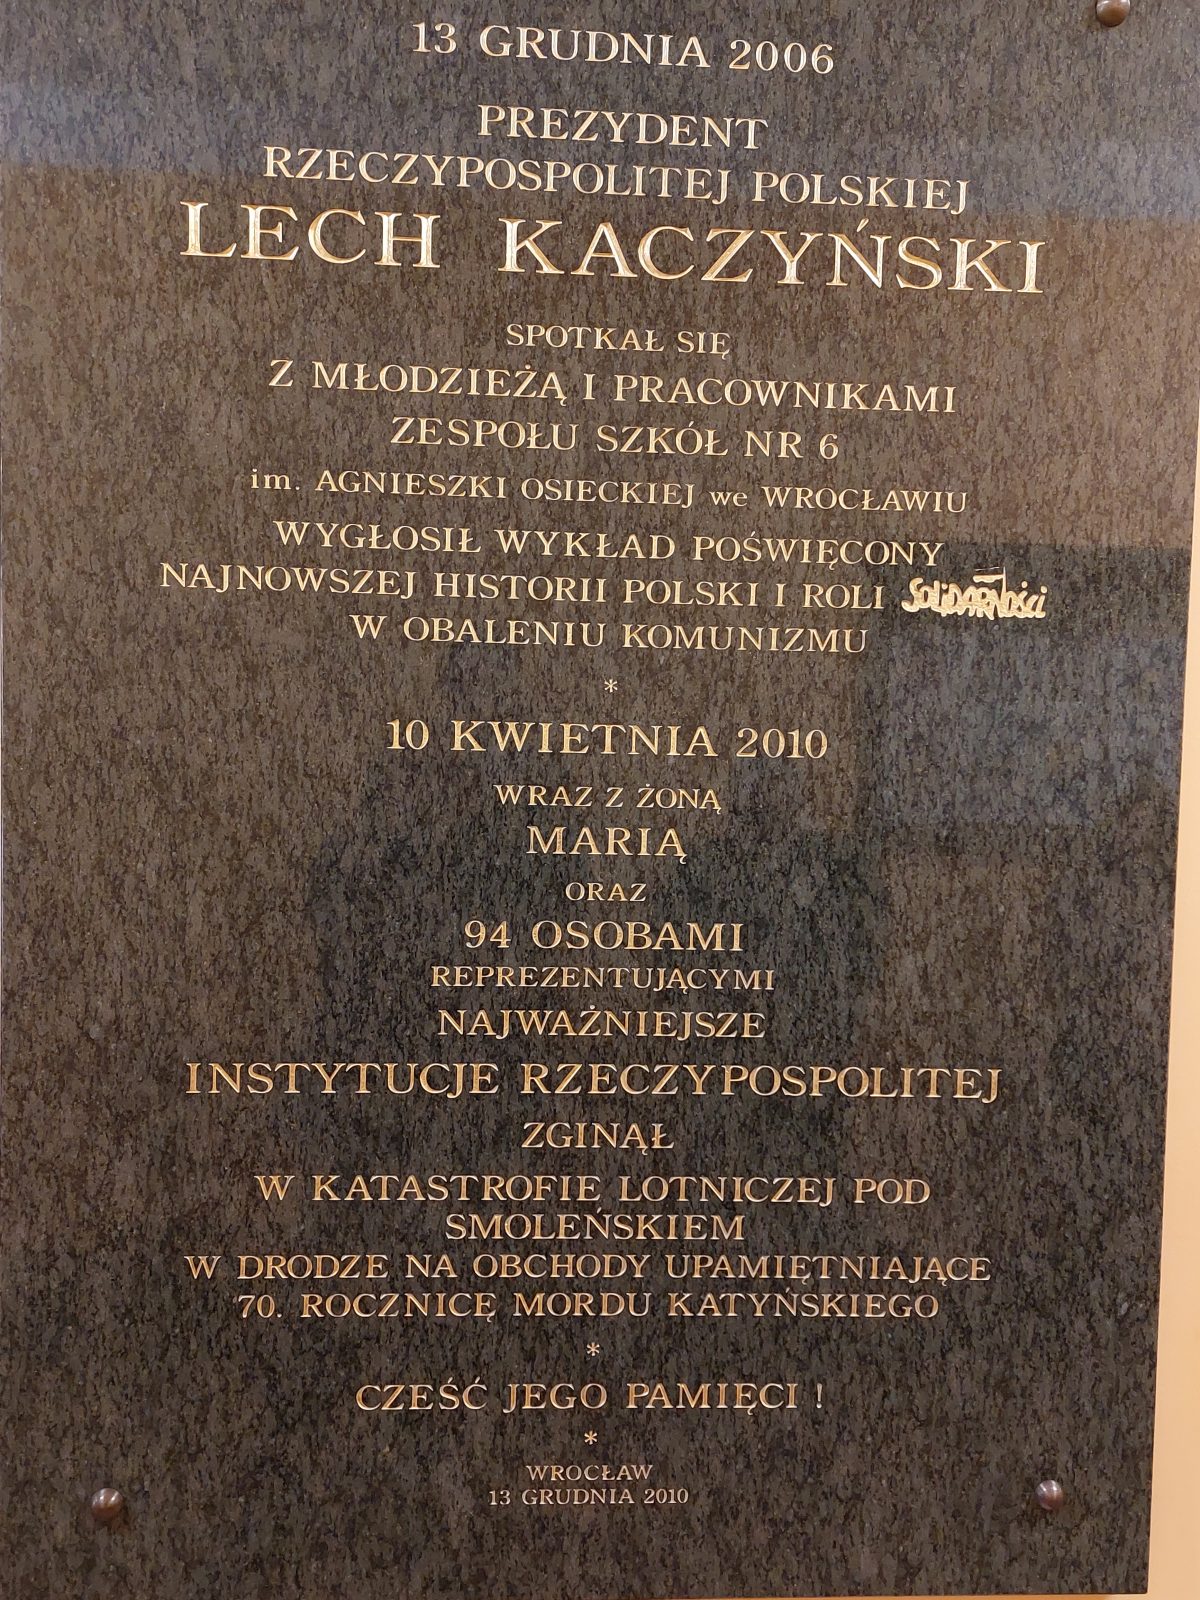 13 GRUDNIA 2006
PREZYDENT
RZECZYPOSPOLITEJ POLSKIEJ
LECH KACZYŃSKI
SPOTKAŁ SIĘ
Z MŁODZIEŻĄ I PRACOWNIKAMI
ZESPOŁU SZKÓŁ NR 6
im. AGNIESZKI OSIECKIEJ we WROCŁAWIU
WYGŁOSIŁ WYKŁAD POŚWIĘCONY
NAJNOWSZEJ HISTORII POLSKI I ROLI SOLIDARNOŚCI
W OBALENIU KOMUNIZMU
*
10 KWIETNIA 2010
WRAZ Z ŻONĄ
MARIĄ
ORAZ
94 OSOBAMI
REPREZENTUJĄCYMI
NAJWAŻNIEJSZE
INSTYTUCJE RZECZYPOSPOLITEJ
ZGINĄŁ
W KATASTROFIE LOTNICZEJ POD
SMOLEŃSKIEM
W DRODZE NA OBCHODY UPAMIĘTNIAJĄCE
70. ROCZNICĘ MORDU KATYŃSKIEGO
*
CZEŚĆ JEGO PAMIĘCI !
*
WROCŁAW
13 GRUDNIA 2010